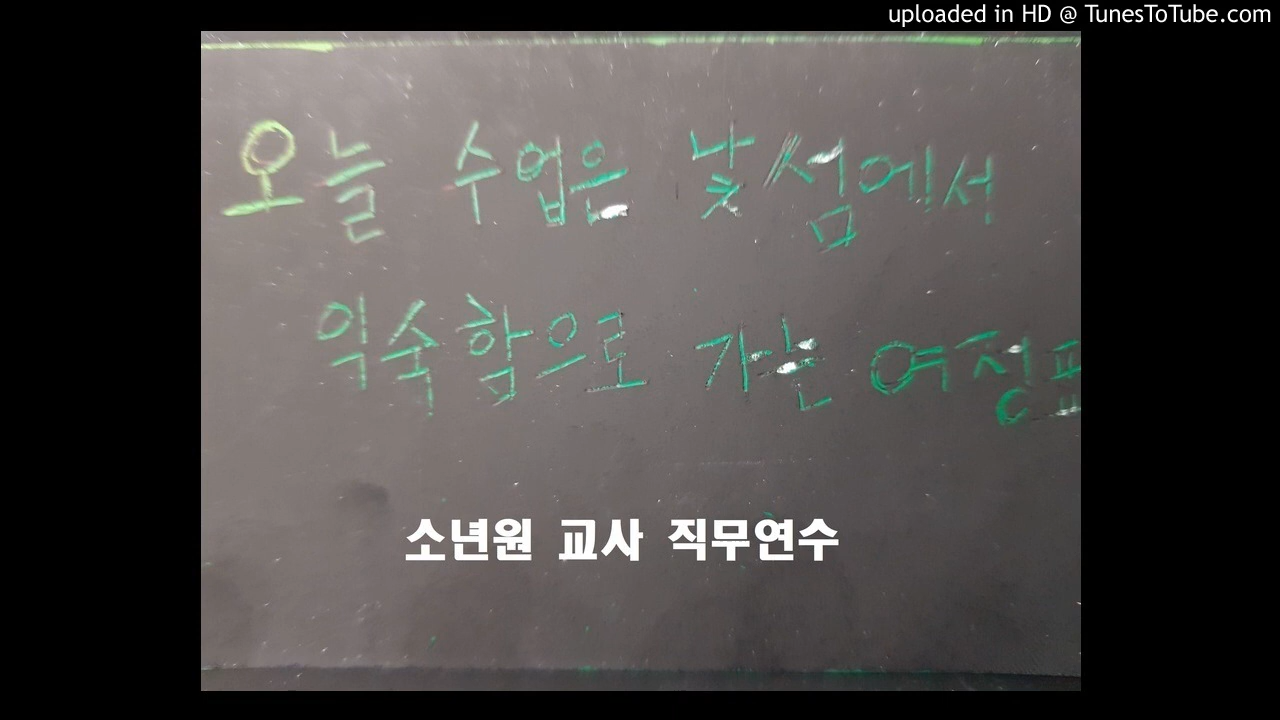 uploaded in HD @ TunesToTube.com
오늘 수업은 낯섬에서
익숙함으로 가는 여정
소년원 교사 직무연수